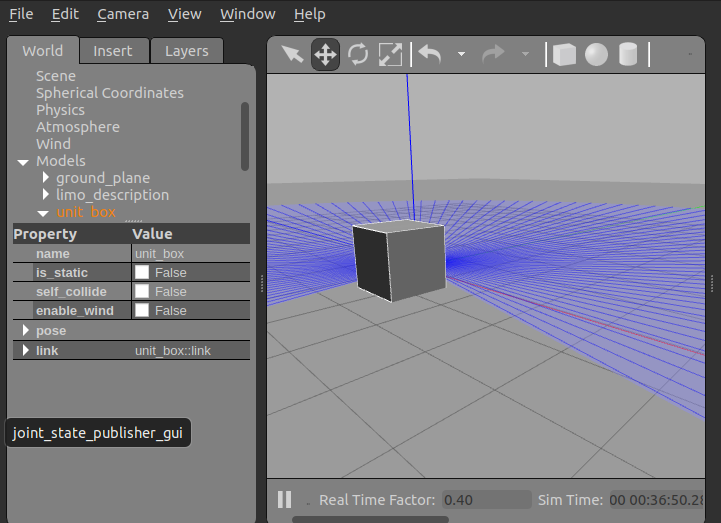 File Edit Camera View Window Help
World Insert Layers
Scene
Spherical Coordinates
Physics
Atmosphere
Wind
Models
ground_plane
limo_description
unit_box
Property Value
name unit_box
is_static False
self_collide False
enable_wind False
pose
link unit_box::link
joint_state_publisher_gui
Real Time Factor: 0.40 Sim Time: 00 00:36:50.28